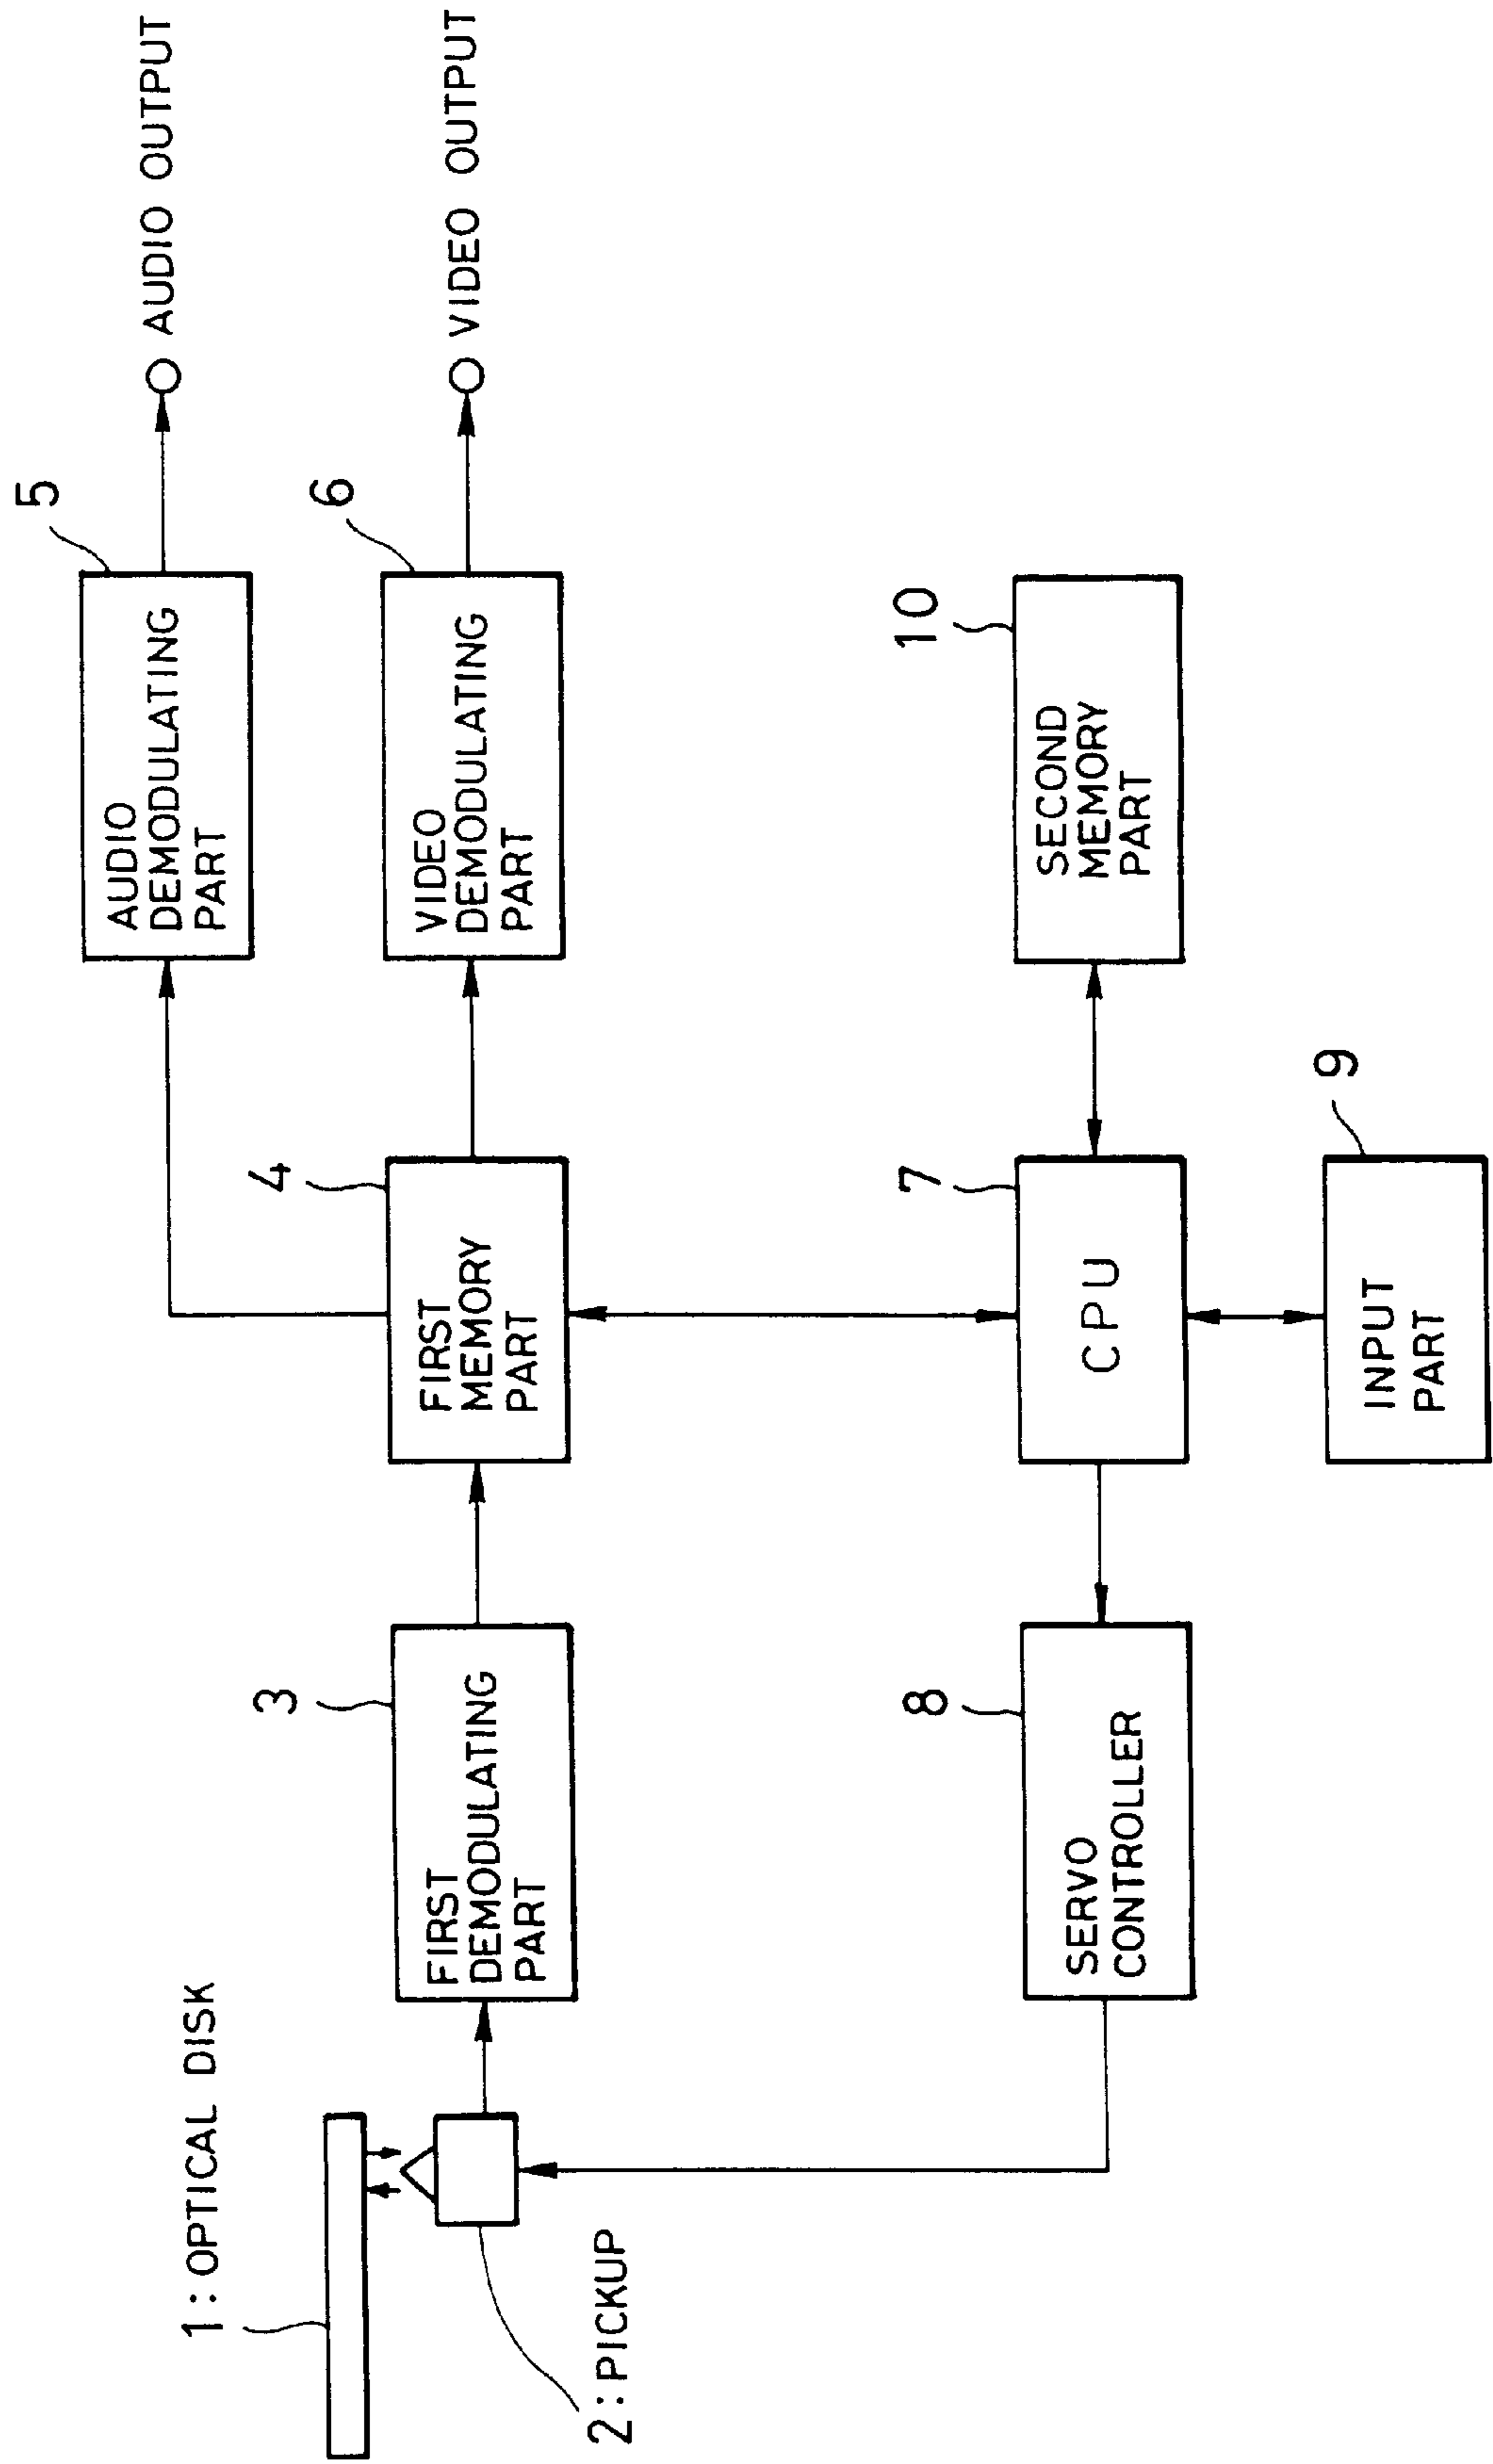 1: OPTICAL DISK
2: PICKUP
3
FIRST
DEMODULATING
PART
4
FIRST
MEMORY
PART
5
AUDIO
DEMODULATING
PART
AUDIO OUTPUT
6
VIDEO
DEMODULATING
PART
VIDEO OUTPUT
8
SERVO
CONTROLLER
7
CPU
10
SECOND
MEMORY
PART
9
INPUT
PART